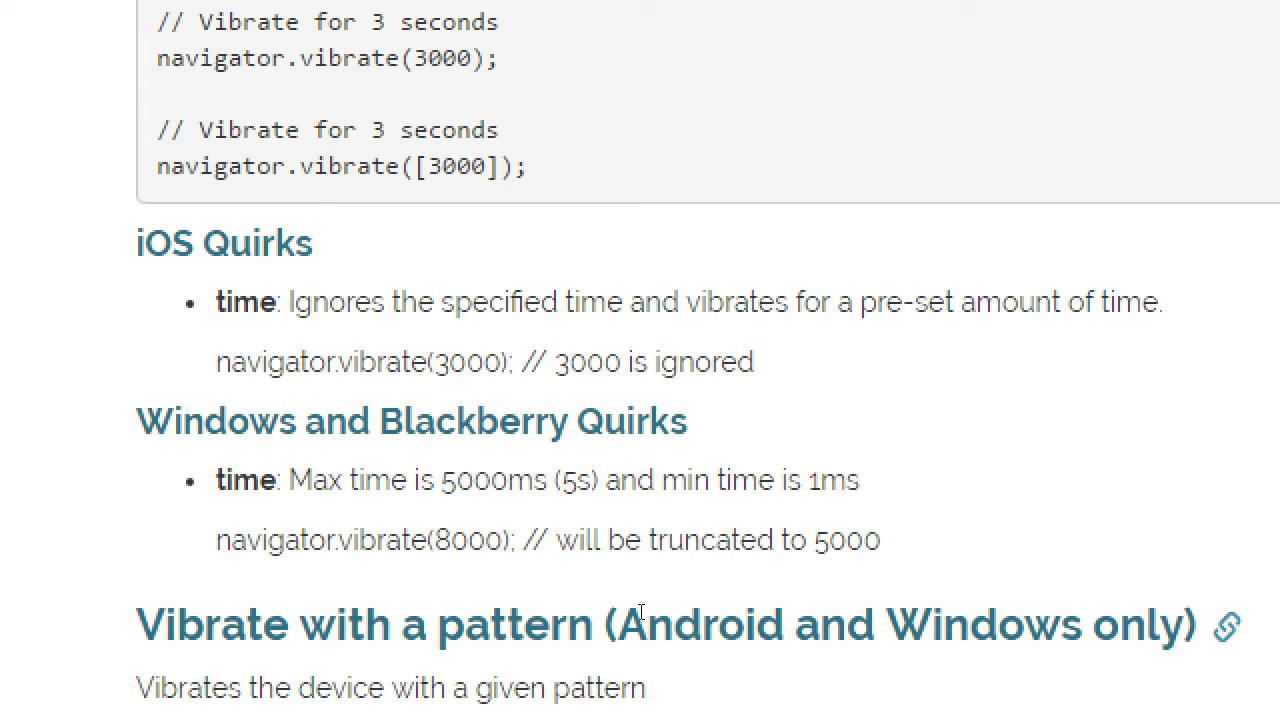 // Vibrate for 3 seconds
navigator.vibrate(3000);
// Vibrate for 3 seconds
navigator.vibrate([3000]);
iOS Quirks
• time: Ignores the specified time and vibrates for a pre-set amount of time.
navigator.vibrate(3000); // 3000 is ignored
Windows and Blackberry Quirks
• time: Max time is 5000ms (5s) and min time is 1ms
navigator.vibrate(8000); // will be truncated to 5000
Vibrate with a pattern (Android and Windows only)
Vibrates the device with a given pattern